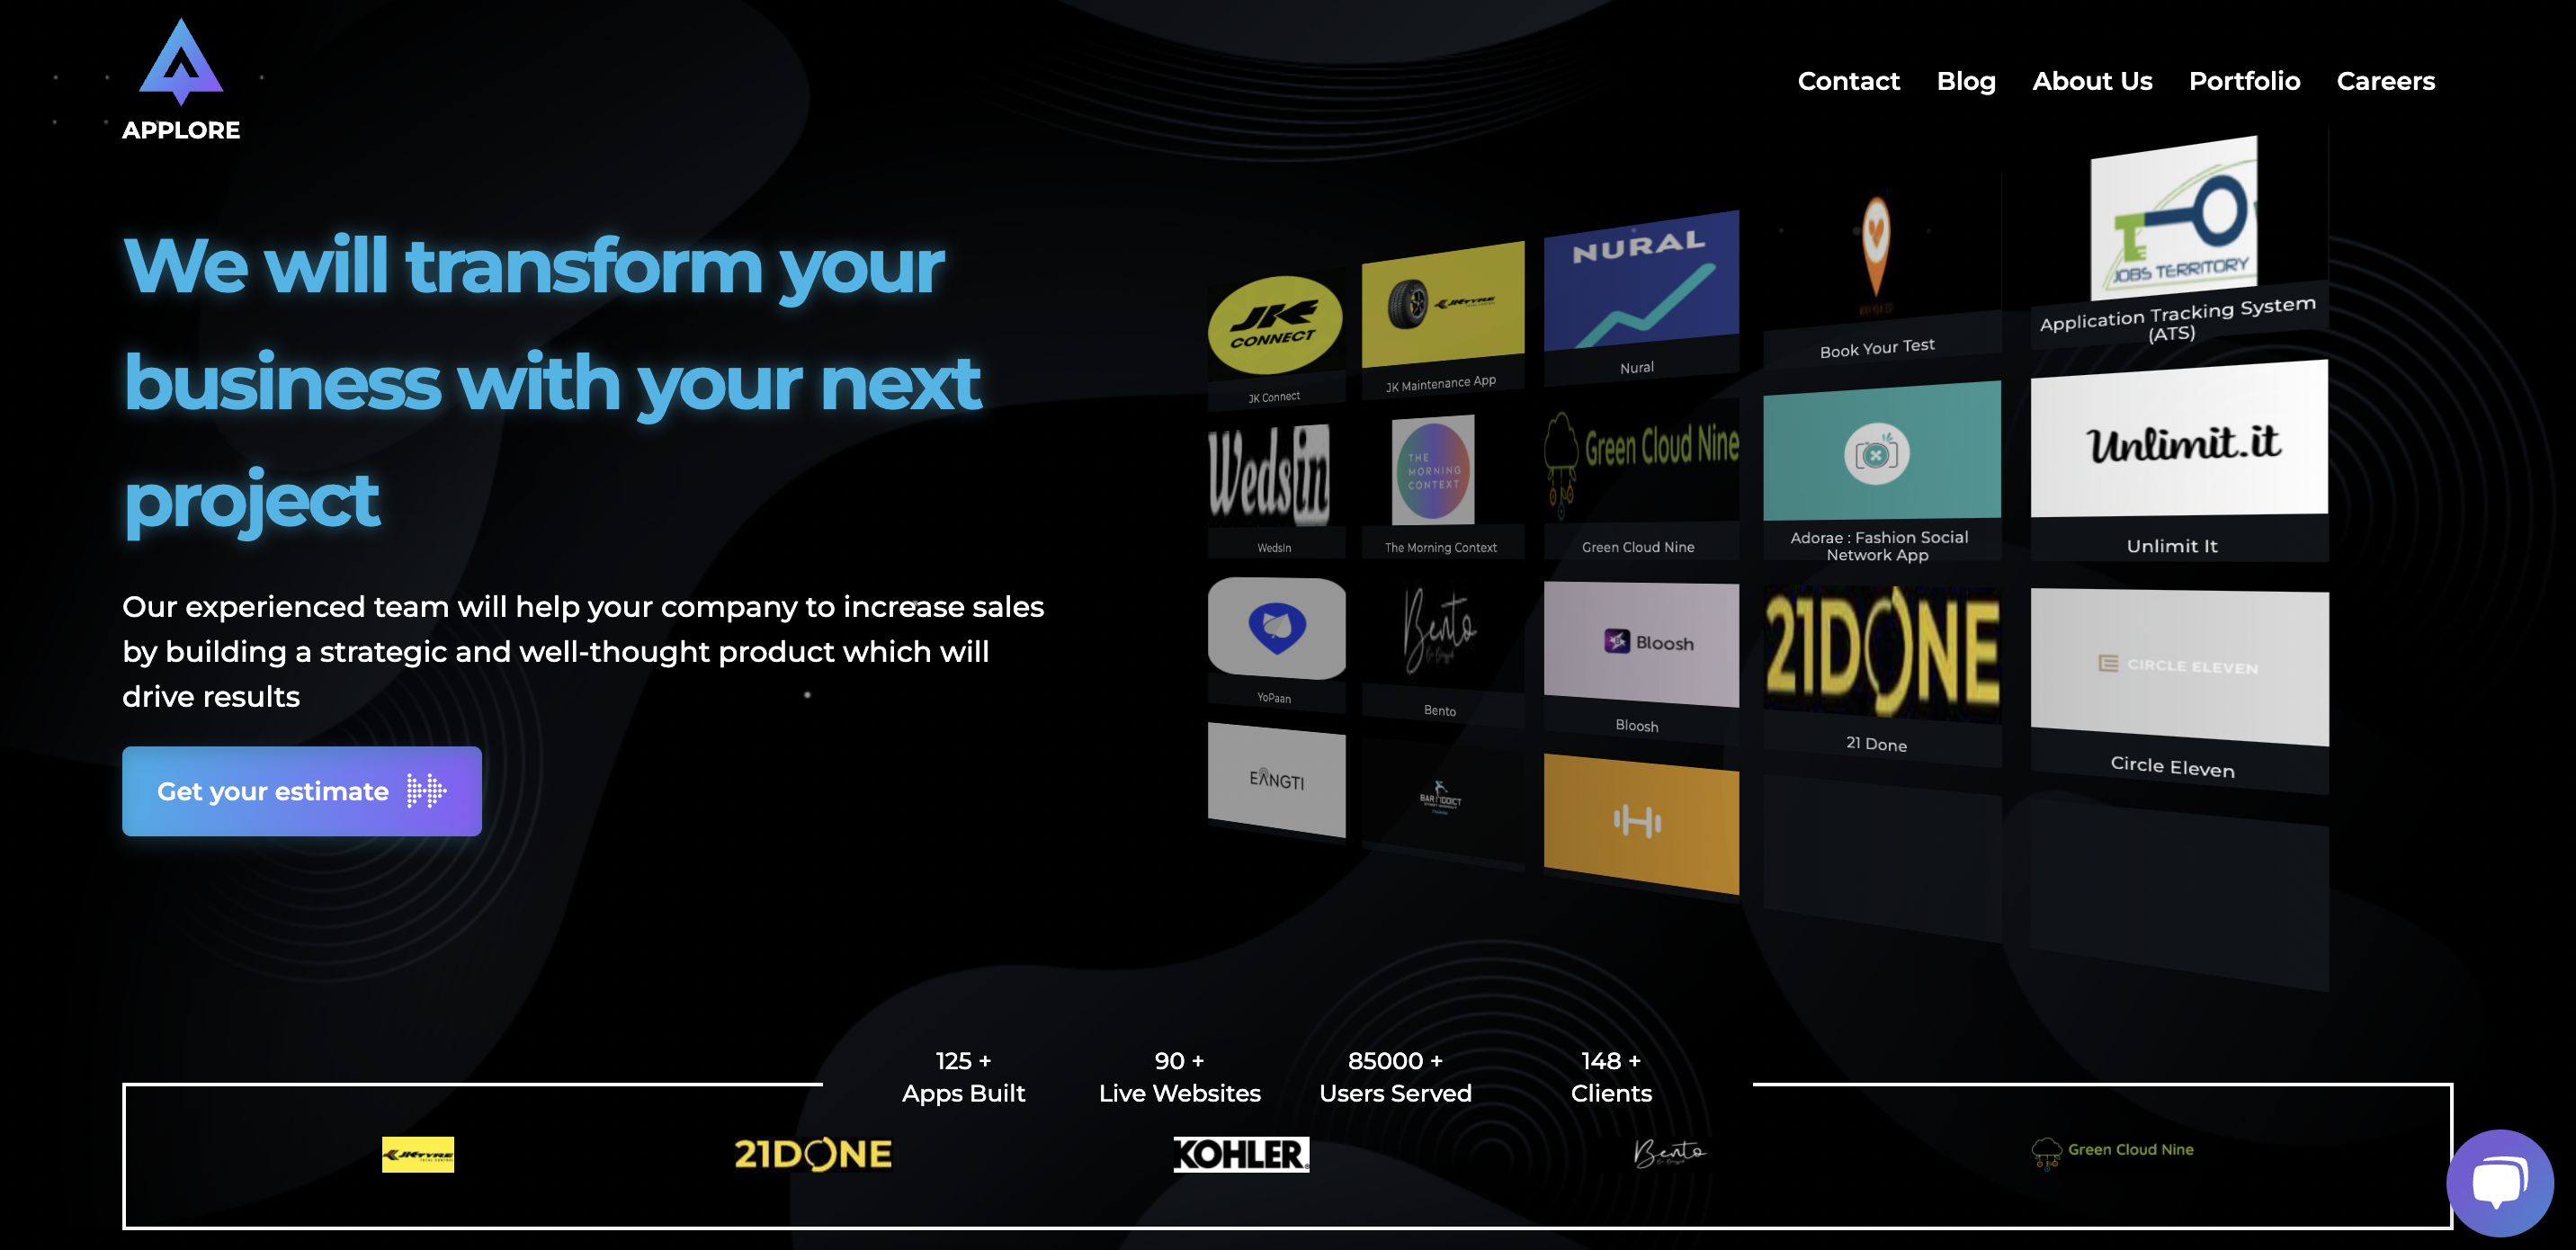 APPLORE
Contact
Blog
About Us
Portfolio
Careers
We will transform your
business with your next
project
Our experienced team will help your company to increase sales
by building a strategic and well-thought product which will
drive results
Get your estimate
JK
CONNECT
JK Connect
JK TYRE
JK Maintenance App
NURAL
Nural
Book Your Test
JOBS TERRITORY
Application Tracking System
(ATS)
Wedsin
WedsIn
THE
MORNING
CONTEXT
The Morning Context
Green Cloud Nine
Green Cloud Nine
Adorae : Fashion Social
Network App
Unlimit.it
Unlimit It
YoPaan
Bento
Bento
Bloosh
Bloosh
21DONE
21 Done
CIRCLE ELEVEN
Circle Eleven
EANGTI
125 +
Apps Built
90 +
Live Websites
85000 +
Users Served
148 +
Clients
JK TYRE
21DONE
KOHLER
Bento
Green Cloud Nine